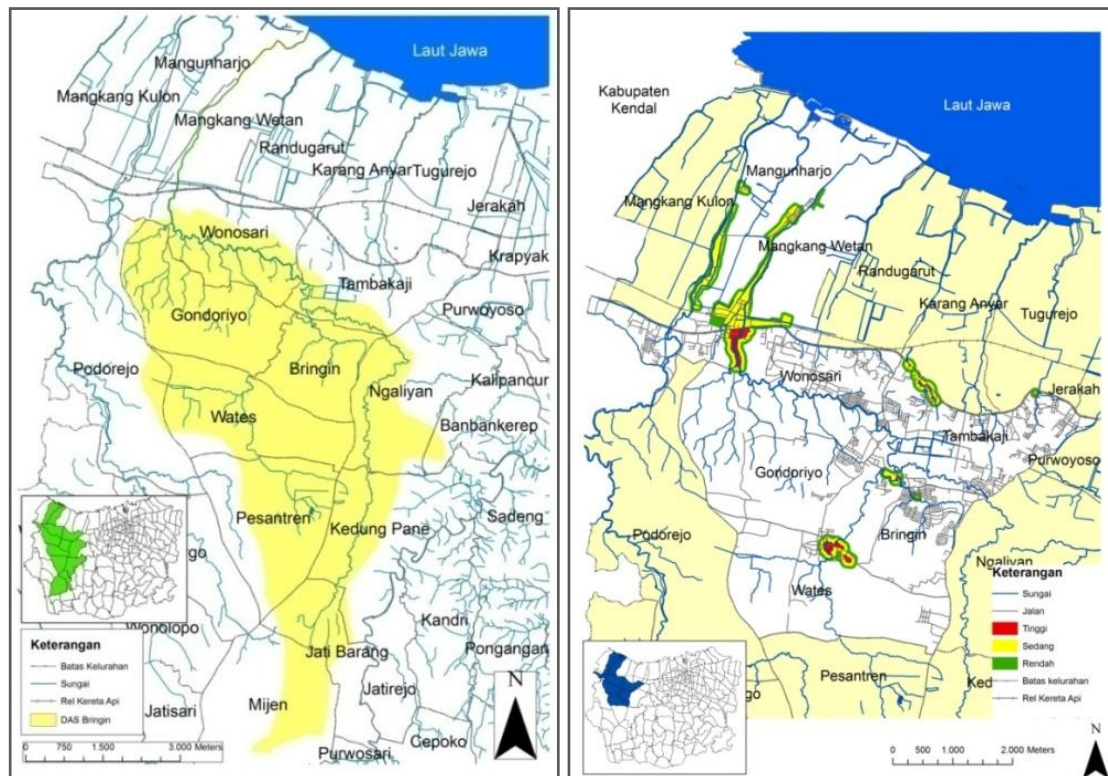 Laut Jawa
Mangunharjo
Mangkang Kulon
Mangkang Wetan
Randugarut
Karang Anyar
Tugurejo
Jerakah
Wonosari
Krapyak
Tambakaji
Purwoyoso
Gondoriyo
Podorejo
Bringin
Ngaliyan
Kalipancur
Wates
Banbankerep
Pesantren
Sadeng
Kedung Pane
go
Kandri
Wonolopo
Pongangan
Jati Barang
Jatirejo
Mijen
Jatisari
Cepoko
Purwosari
Keterangan
Batas Kelurahan
Sungai
Rel Kereta Api
DAS Bringin
0 750 1.500 3.000 Meters
N
Kabupaten
Kendal
Laut Jawa
Mangunharjo
Mangkang Kulon
Mangkang Wetan
Randugarut
Karang Anyar
Tugurejo
Jerakah
Wonosari
Tambakaji
Purwoyoso
Gondoriyo
Podorejo
Bringin
Ngaliyan
Wates
Pesantren
Ked
go
Keterangan
Sungai
Jalan
Tinggi
Sedang
Rendah
Batas kelurahan
Rel Kereta Api
0 500 1.000 2.000 Meters
N